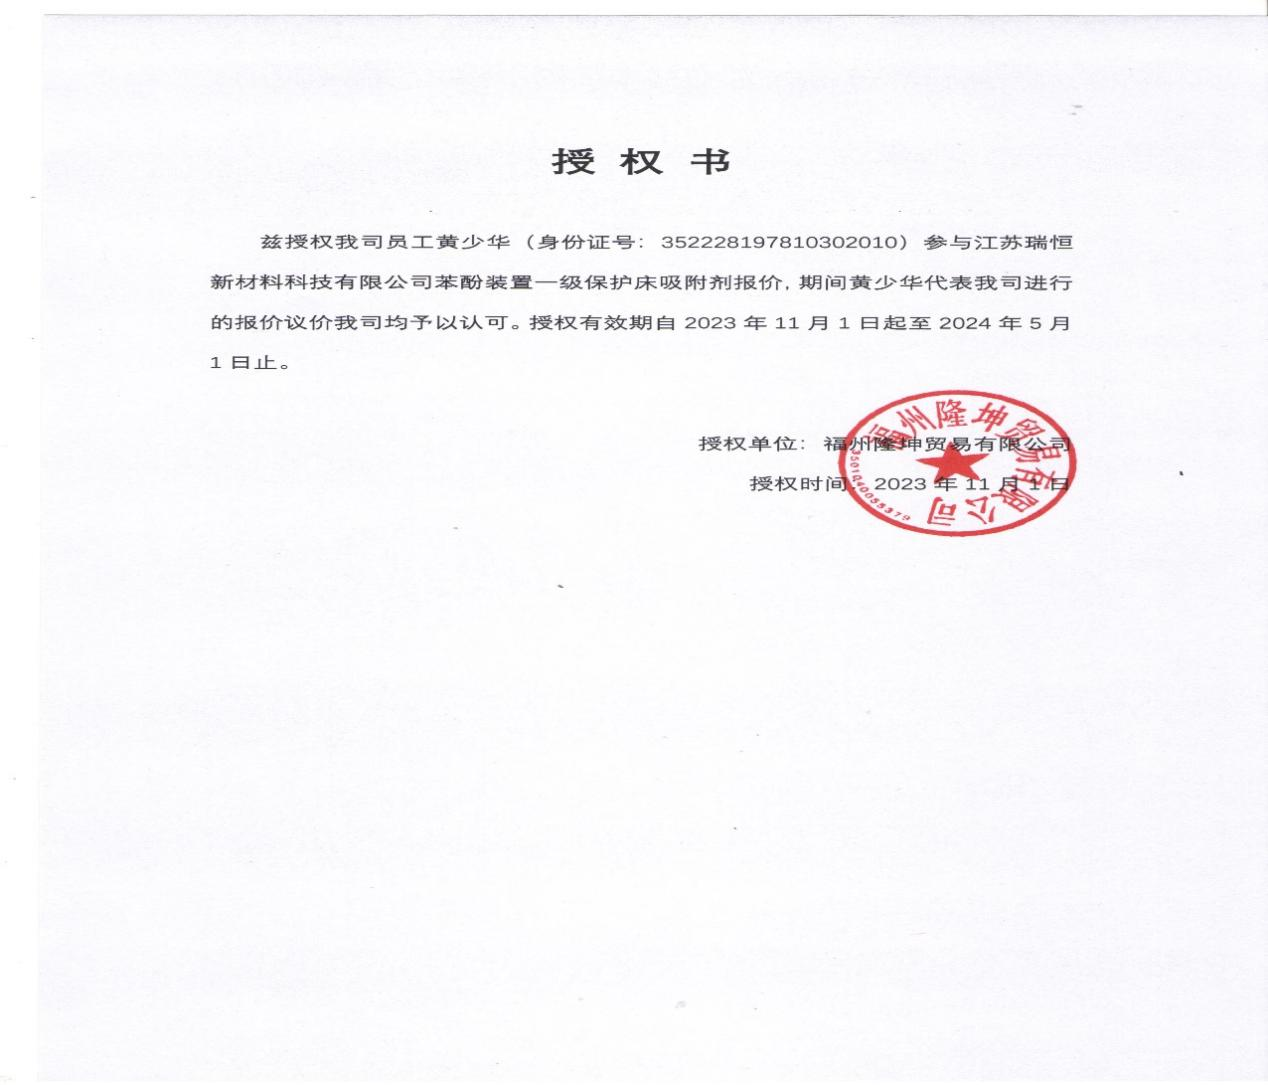 授权书
兹授权我司员工黄少华（身份证号：352228197810302010）参与江苏瑞恒
新材料科技有限公司苯酚装置一级保护床吸附剂报价，期间黄少华代表我司进行
的报价议价我司均予以认可。授权有效期自 2023 年 11 月 1 日起至 2024 年 5 月
1 日止。
授权单位：福州隆坤贸易有限公司
授权时间：2023 年 11 月 1 日
福州隆坤贸易有限公司